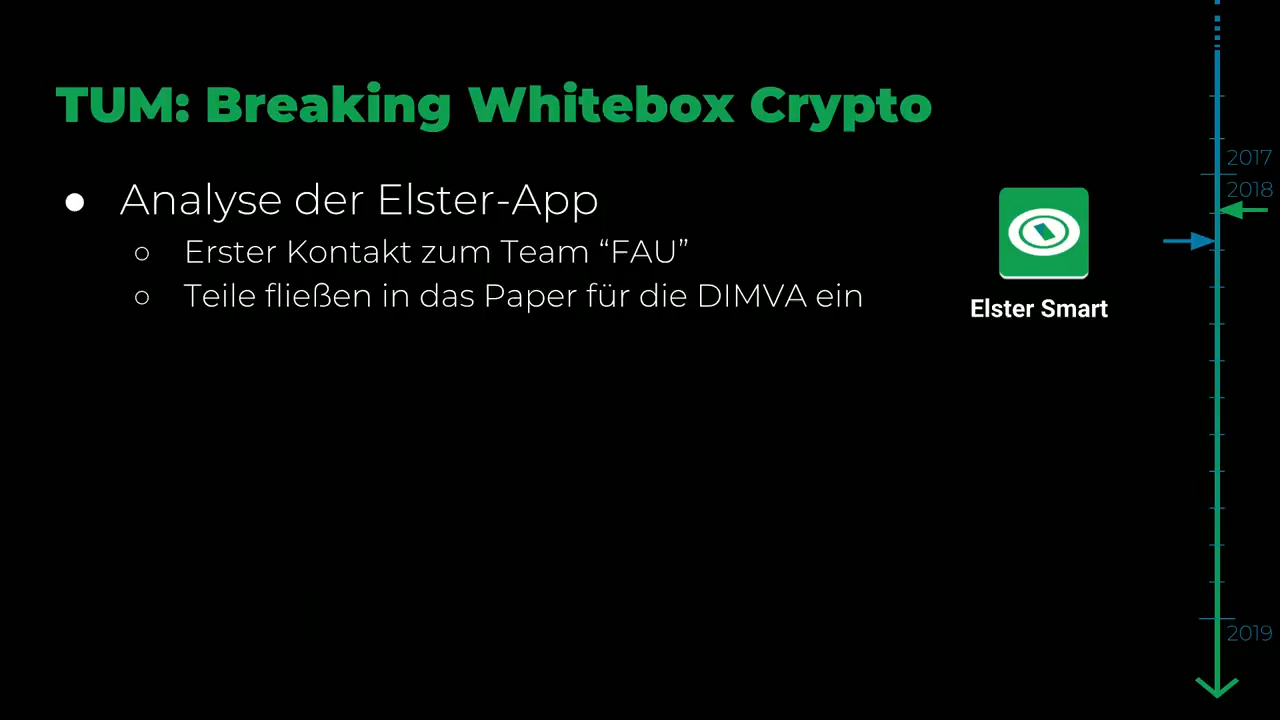 TUM: Breaking Whitebox Crypto
● Analyse der Elster-App
○ Erster Kontakt zum Team “FAU”
○ Teile fließen in das Paper für die DIMVA ein
Elster Smart
2017
2018
2019